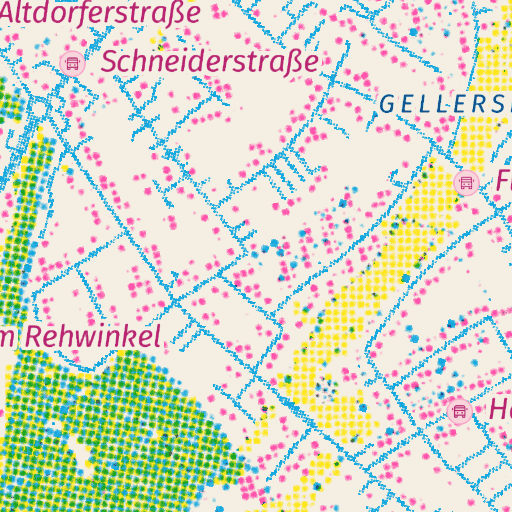 Altdorferstraße
Schneiderstraße
GELLERS
m Rehwinkel